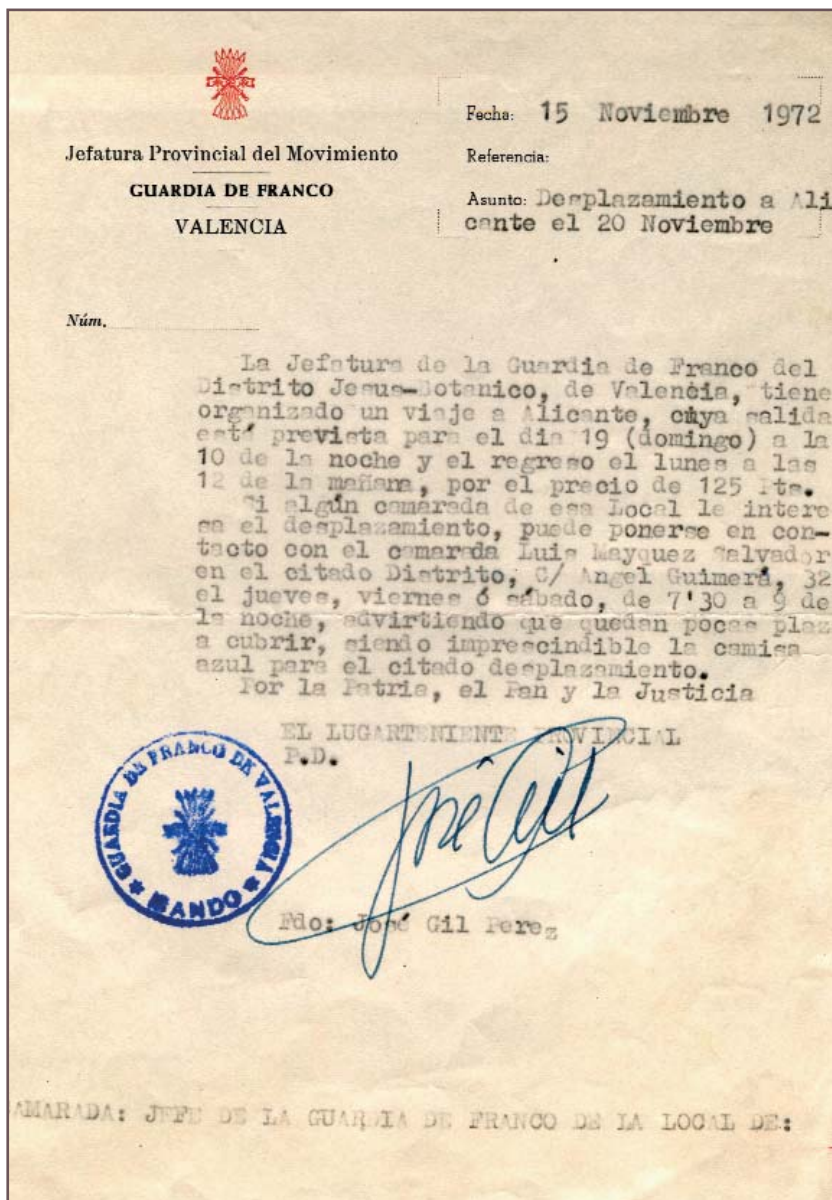 Jefatura Provincial del Movimiento
GUARDIA DE FRANCO
VALENCIA
Fecha: 15 Noviembre 1972
Referencia:
Asunto: Desplazamiento a Ali
cante el 20 Noviembre
Núm.
La Jefatura de la Guardia de Franco del
Distrito Jesus-Botanico, de Valencia, tiene
organizado un viaje a Alicante, cuya salida
está prevista para el dia 19 (domingo) a la
10 de la noche y el regreso el lunes a las
12 de la mañana, por el precio de 125 Pts.
Si algún camarada de esa Local le intere
sa el desplazamiento, puede ponerse en con-
tacto con el camarada Luis Mayquez Salvador
en el citado Distrito, C/ Angel Guimerá, 32
el jueves, viernes ó sábado, de 7'30 a 9 de
la noche, advirtiendo que quedan pocas plaz
a cubrir, siendo imprescindible la camisa
azul para el citado desplazamiento.
Por la Patria, el Pan y la Justicia
EL LUGARTENIENTE PROVINCIAL
P.D.
GUARDIA DE FRANCO DE VALENCIA
* MANDO *
José Gil
Fdo: José Gil Perez
AMARADA: JEFE DE LA GUARDIA DE FRANCO DE LA LOCAL DE: